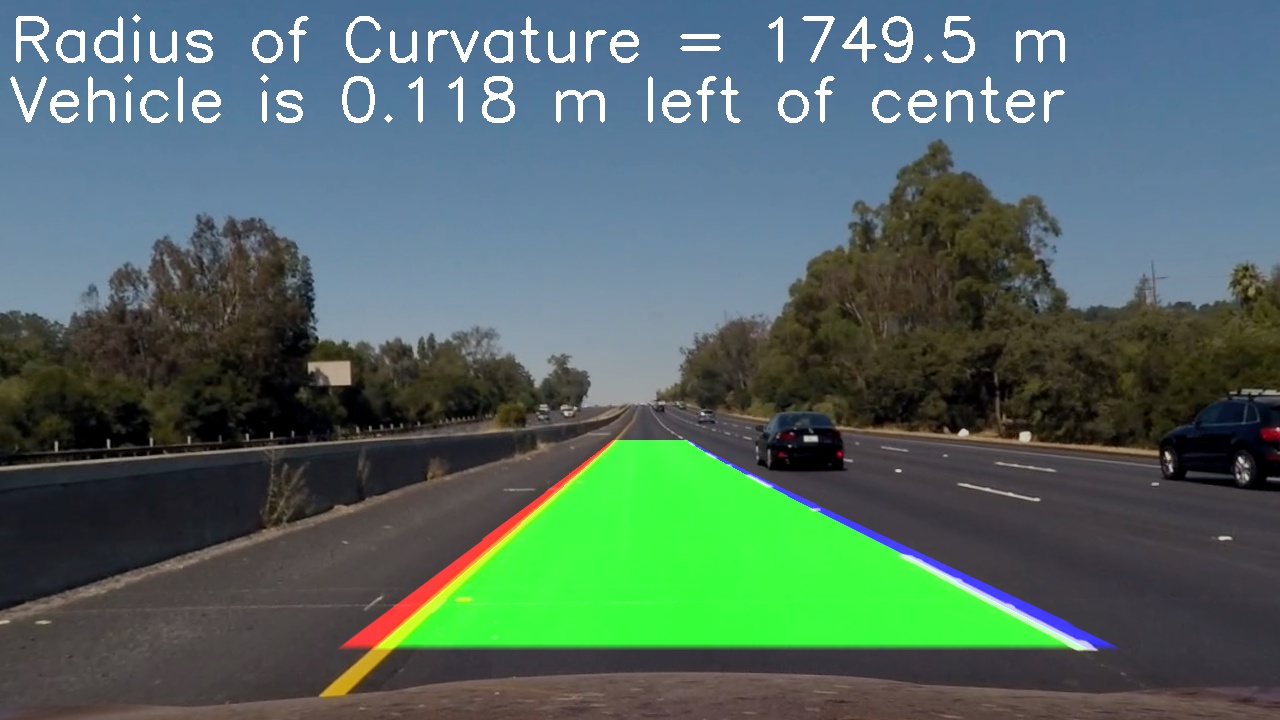 Radius of Curvature = 1749.5 m
Vehicle is 0.118 m left of center